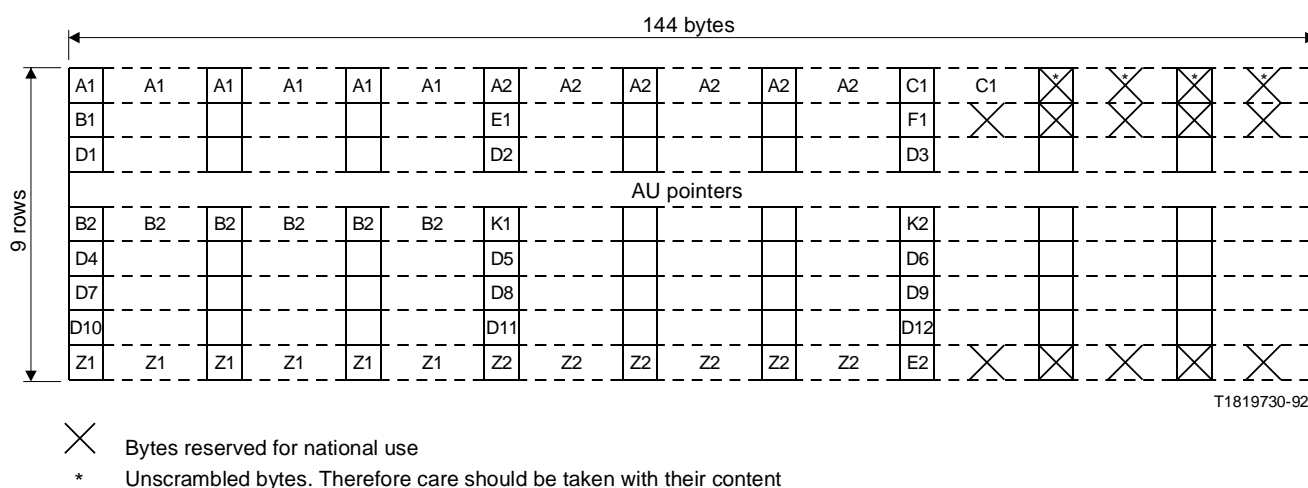 144 bytes
A1 A1 A1 A1 A1 A1 A2 A2 A2 A2 A2 A2 C1 C1 * * * *
B1 E1 F1
D1 D2 D3
AU pointers
9 rows
B2 B2 B2 B2 B2 B2 K1 K2
D4 D5 D6
D7 D8 D9
D10 D11 D12
Z1 Z1 Z1 Z1 Z1 Z1 Z2 Z2 Z2 Z2 Z2 Z2 E2
T1819730-92
Bytes reserved for national use
* Unscrambled bytes. Therefore care should be taken with their content